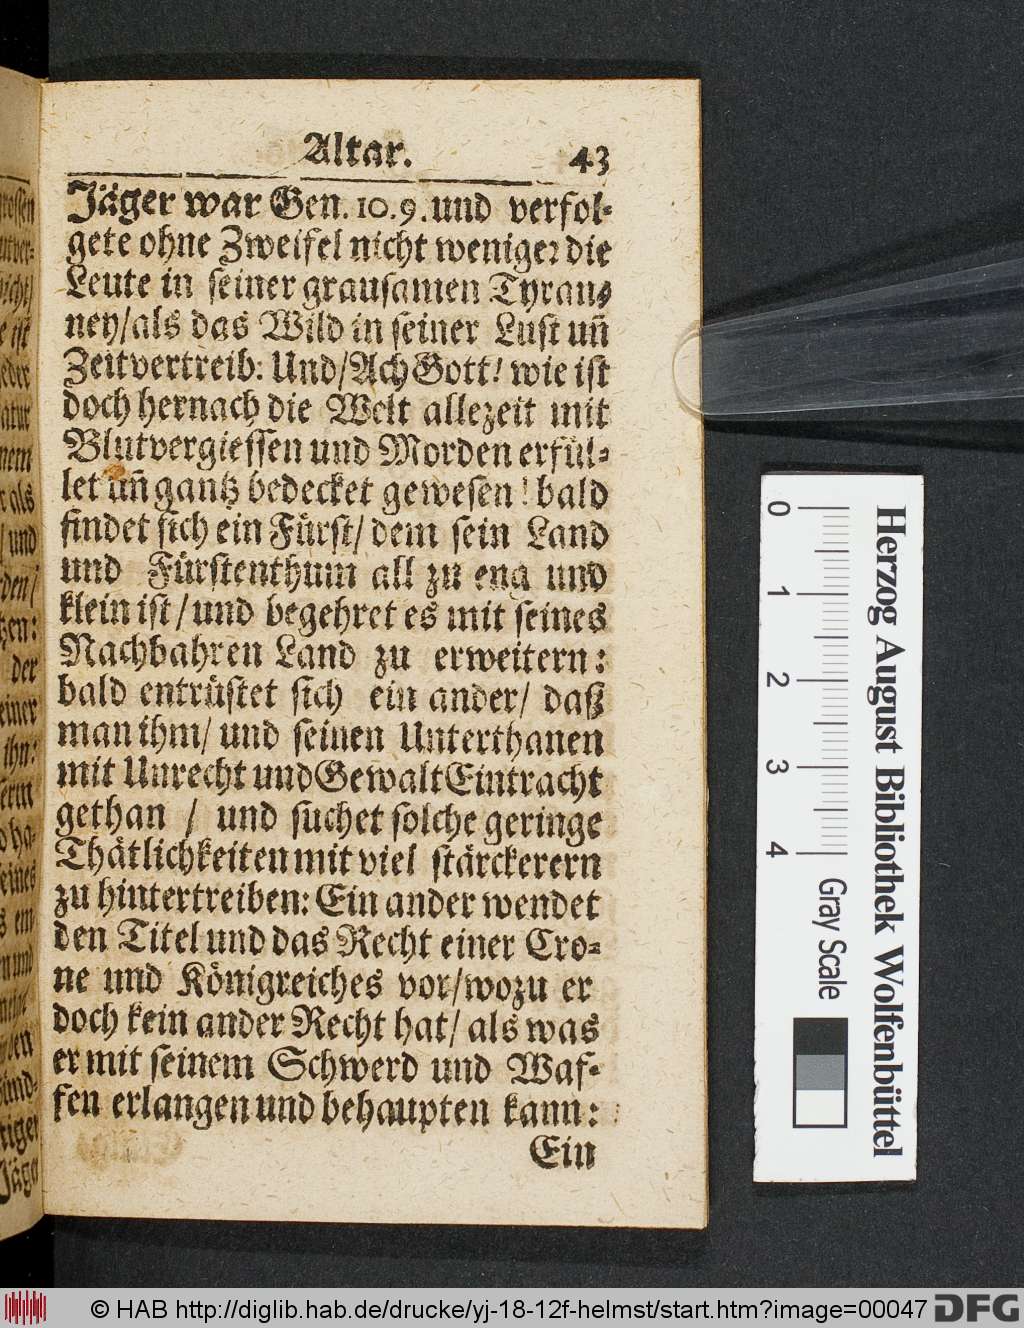 Altar. 43
Jäger war Gen. 10. 9. und verfol-
gete ohne Zweifel nicht weniger die
Leute in seiner grausamen Tyran-
ney/als das Wild in seiner Lust uñ
Zeitvertreib: Und/Ach Gott! wie ist
doch hernach die Welt allezeit mit
Blutvergiessen und Morden erfül-
let uñ gantz bedecket gewesen! bald
findet sich ein Fürst/ dem sein Land
und Fürstenthum all zu eng und
klein ist/und begehret es mit seines
Nachbahren Land zu erweitern:
bald entrüstet sich ein ander/ daß
man ihm/ und seinen Unterthanen
mit Unrecht und Gewalt Eintracht
gethan / und suchet solche geringe
Thätlichkeiten mit viel stärckerern
zu hintertreiben: Ein ander wendet
den Titel und das Recht einer Cro-
ne und Königreiches vor/wozu er
doch kein ander Recht hat/ als was
er mit seinem Schwerd und Waf-
fen erlangen und behaupten kann:
Ein
Herzog August Bibliothek Wolfenbüttel
0 1 2 3 4 Gray Scale
© HAB http://diglib.hab.de/drucke/yj-18-12f-helmst/start.htm?image=00047 DFG